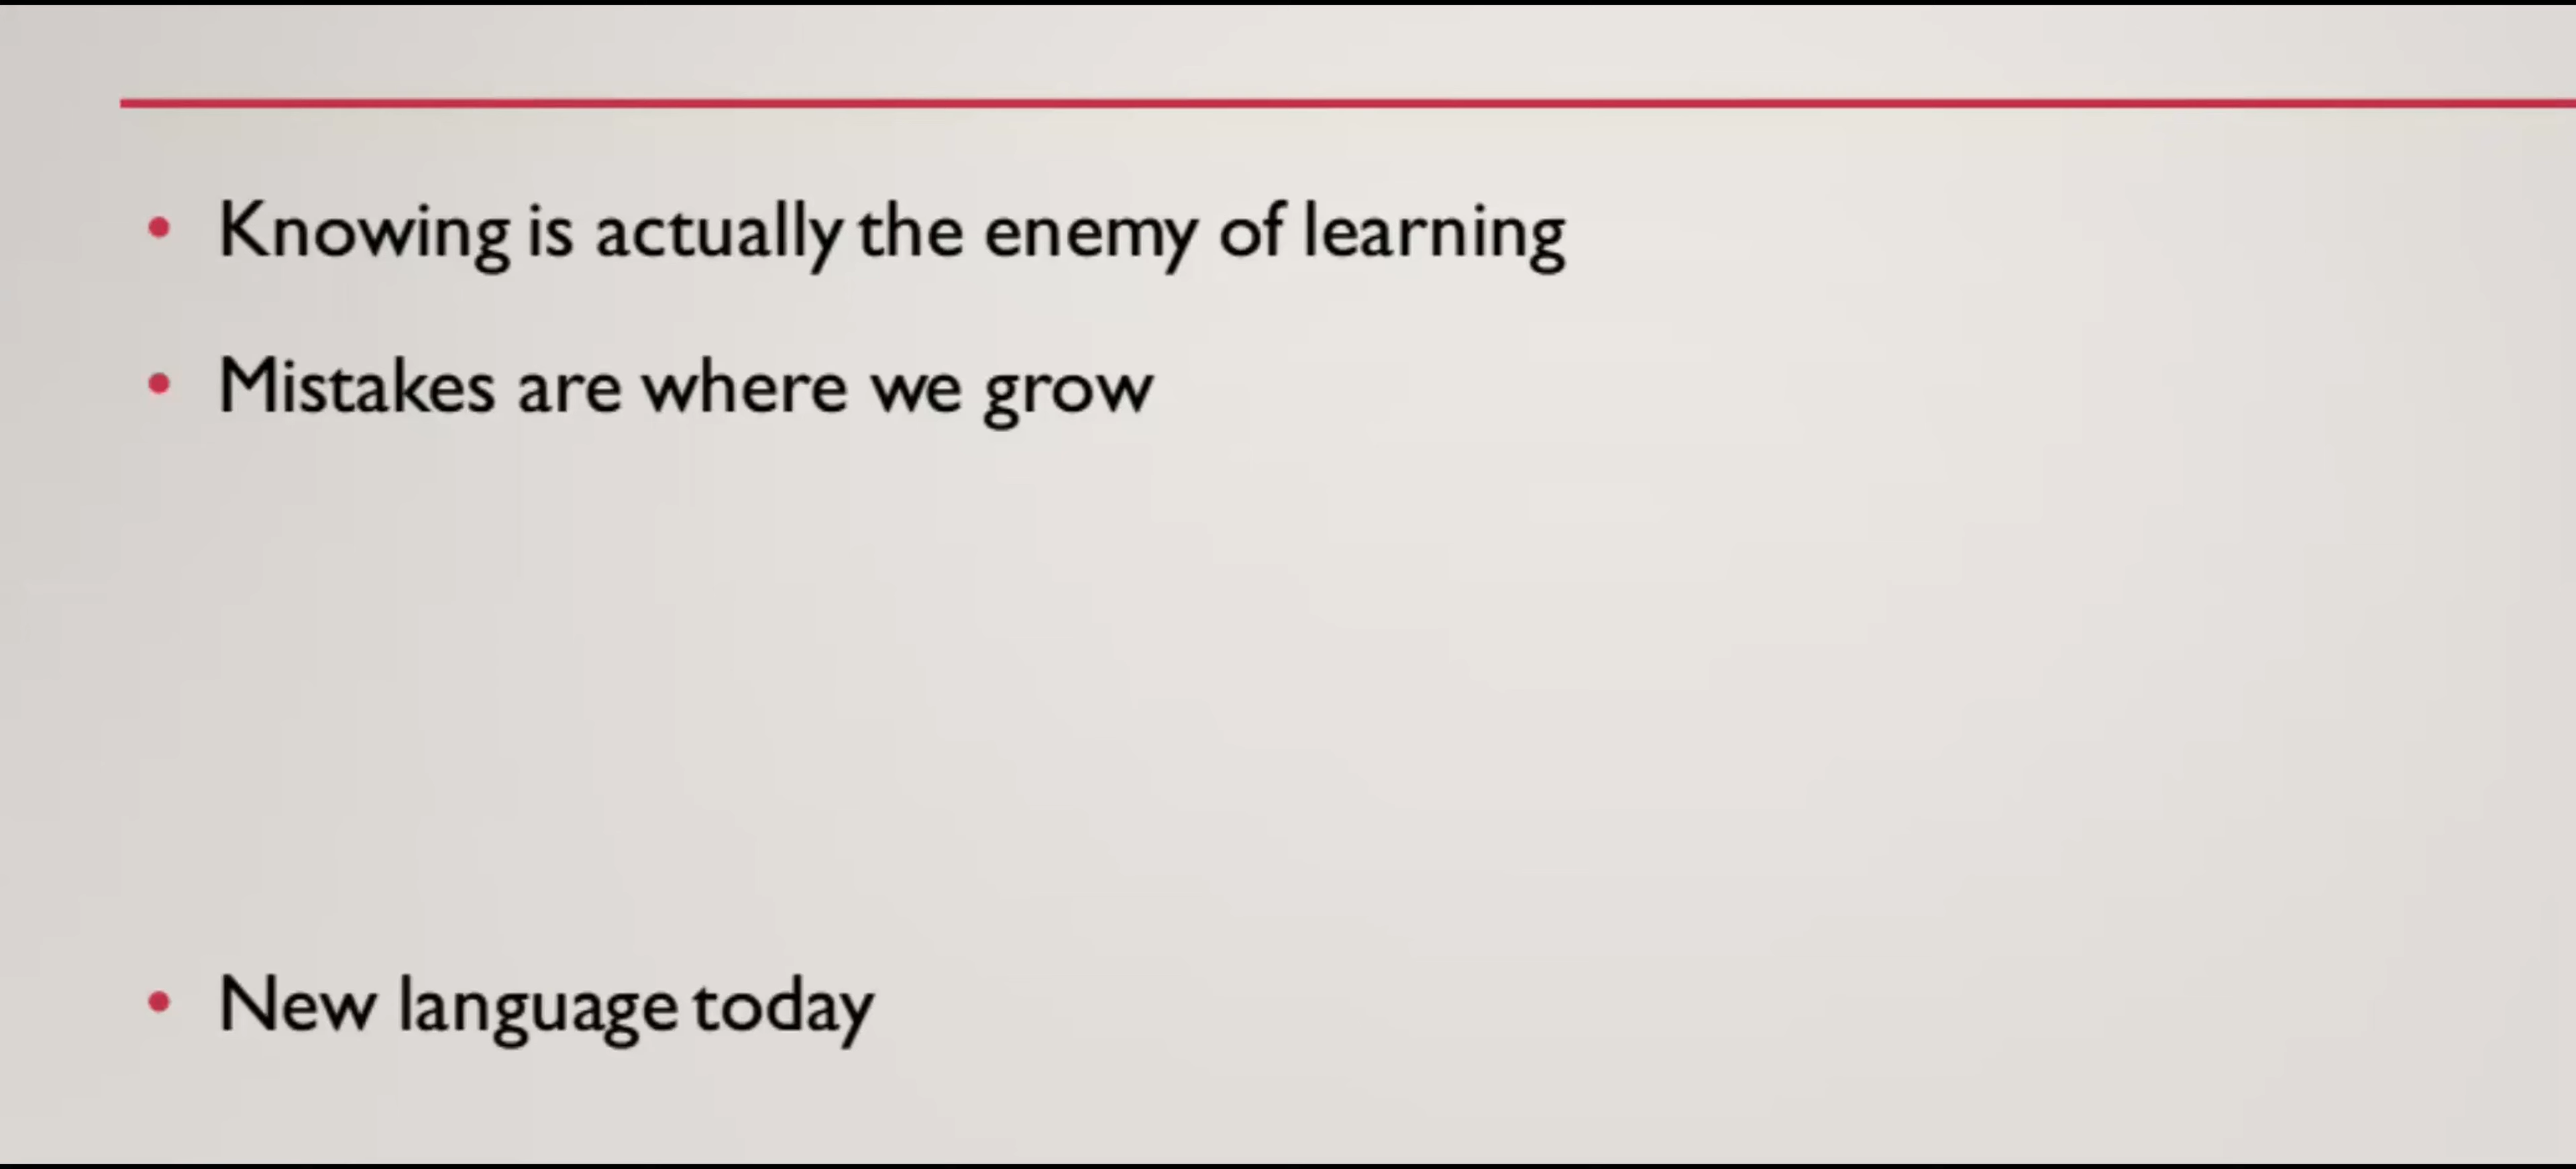 • Knowing is actually the enemy of learning
• Mistakes are where we grow
• New language today